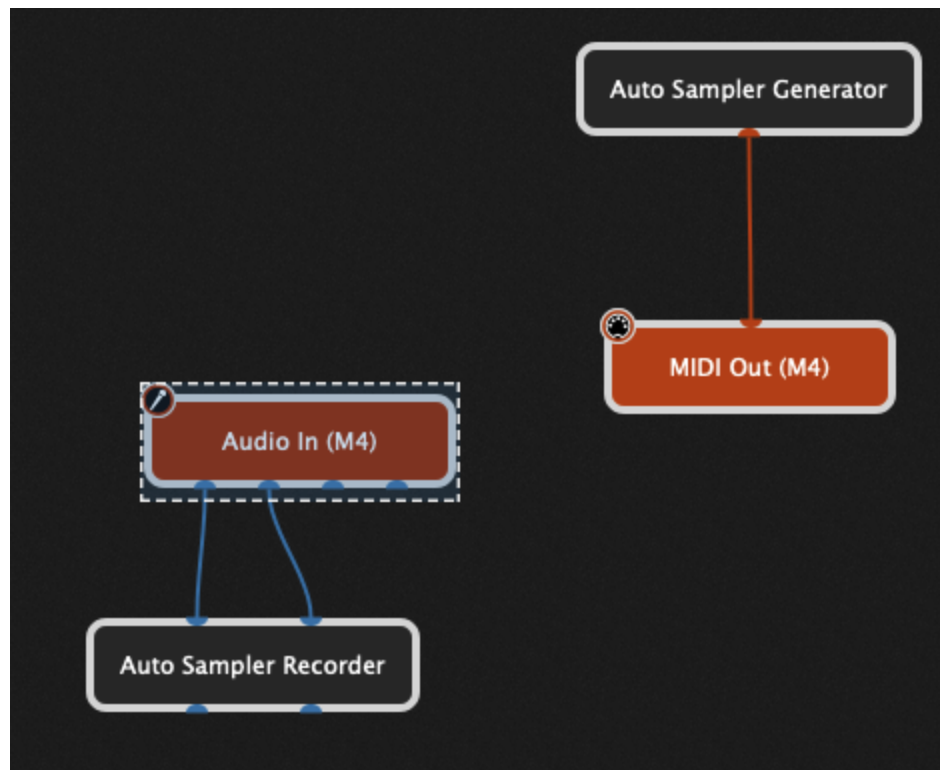 Auto Sampler Generator
MIDI Out (M4)
Audio In (M4)
Auto Sampler Recorder